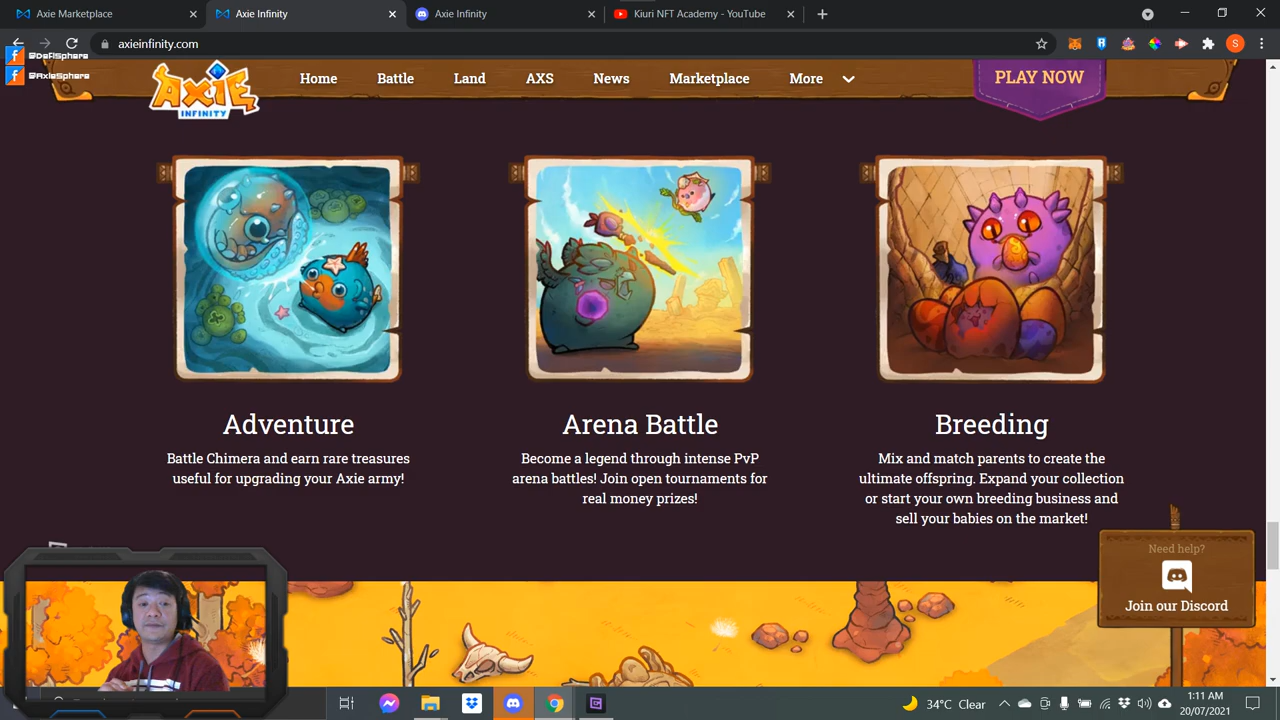 Axie Marketplace
Axie Infinity
Axie Infinity
Kiuri NFT Academy - YouTube
axieinfinity.com
S
@DeFiSphere
@AxieSphere
AXIE
INFINITY
Home
Battle
Land
AXS
News
Marketplace
More
PLAY NOW
Adventure
Battle Chimera and earn rare treasures
useful for upgrading your Axie army!
Arena Battle
Become a legend through intense PvP
arena battles! Join open tournaments for
real money prizes!
Breeding
Mix and match parents to create the
ultimate offspring. Expand your collection
or start your own breeding business and
sell your babies on the market!
Need help?
Join our Discord
34°C Clear
1:11 AM
20/07/2021